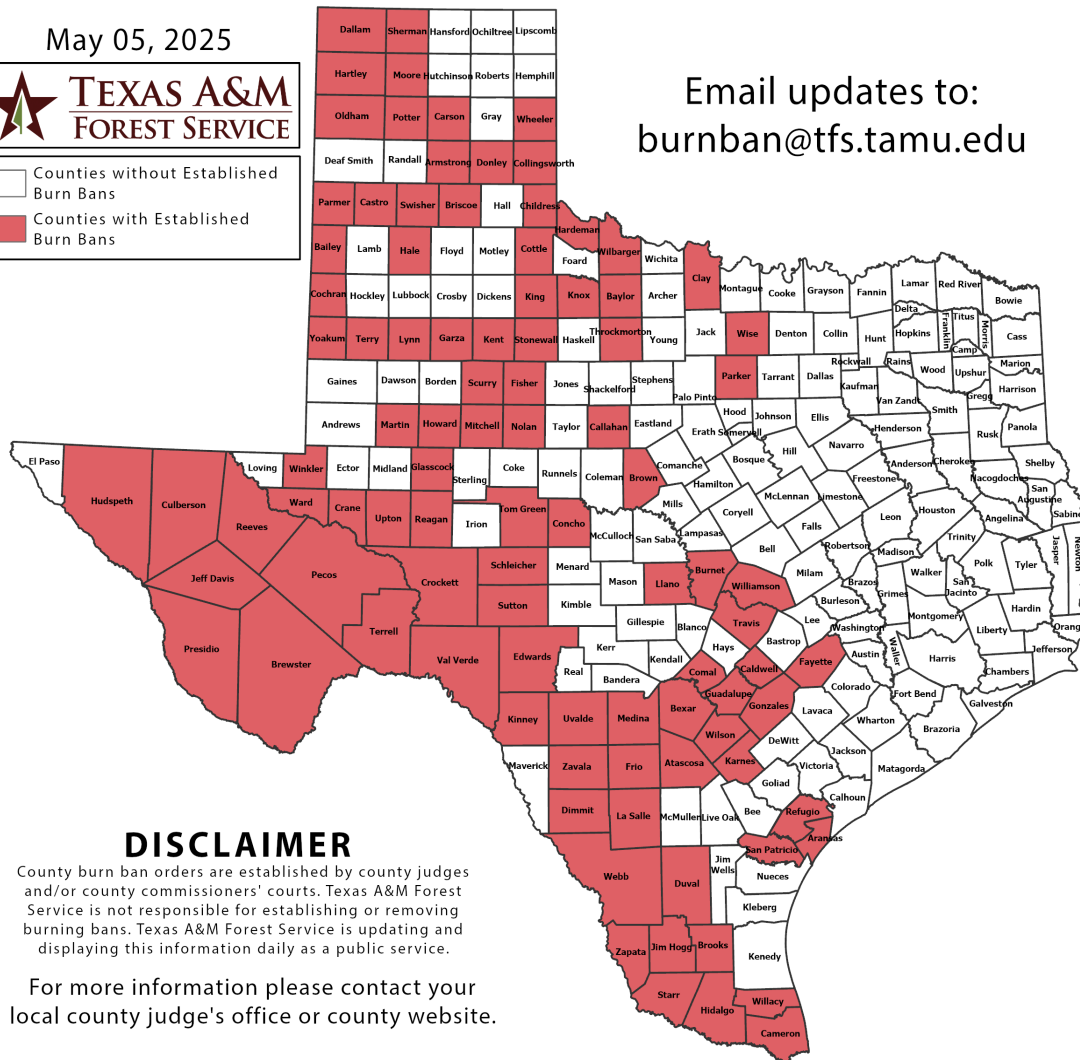 May 05, 2025
TEXAS A&M
FOREST SERVICE
Counties without Established
Burn Bans
Counties with Established
Burn Bans
Email updates to:
burnban@tfs.tamu.edu
Dallam Sherman Hansford Ochiltree Lipscomb
Hartley Moore Hutchinson Roberts Hemphill
Oldham Potter Carson Gray Wheeler
Deaf Smith Randall Armstrong Donley Collingsworth
Parmer Castro Swisher Briscoe Hall Childress
Hardeman
Bailey Lamb Hale Floyd Motley Cottle Foard Wilbarger Wichita Clay
Montague Cooke Grayson Fannin Lamar Red River Bowie
Cochran Hockley Lubbock Crosby Dickens King Knox Baylor Archer
Delta Franklin Titus Morris Cass
Yoakum Terry Lynn Garza Kent Stonewall Haskell Throckmorton Young Jack Wise Denton Collin Hunt Hopkins
Camp Rockwall Rains Wood Upshur Marion
Gaines Dawson Borden Scurry Fisher Jones Shackelford Stephens Palo Pinto Parker Tarrant Dallas Kaufman Van Zandt Gregg Harrison
Andrews Martin Howard Mitchell Nolan Taylor Callahan Eastland Erath Hood Somervell Johnson Ellis Henderson Smith Rusk Panola
El Paso Loving Winkler Ector Midland Glasscock Sterling Coke Runnels Coleman Brown Comanche Bosque Hill Navarro Anderson Cherokee Shelby
Hudspeth Culberson Reeves Ward Crane Upton Reagan Irion Tom Green Concho Mills Hamilton McLennan Limestone Freestone Nacogdoches San
Augustine Sabine
McCulloch San Saba Lampasas Coryell Falls Leon Houston Angelina
Jeff Davis Pecos Crockett Schleicher Menard Bell Robertson Madison Trinity Polk Tyler Jasper Newton
Sutton Kimble Mason Llano Burnet Williamson Milam Brazos Grimes Walker San
Jacinto
Presidio Brewster Terrell Val Verde Edwards Gillespie Blanco Travis Lee Burleson Washington Montgomery Liberty Hardin Orang
Real Kerr Kendall Hays Bastrop Fayette Austin Waller Harris Jefferson
Bandera Comal Caldwell Colorado Fort Bend Chambers
Kinney Uvalde Medina Bexar Guadalupe Gonzales Lavaca Wharton Brazoria Galveston
Maverick Zavala Frio Atascosa Wilson Karnes DeWitt Victoria Jackson Matagorda
Dimmit La Salle McMullen Live Oak Bee Goliad Refugio Calhoun
Aransas
San Patricio
Webb Duval Jim
Wells Nueces
Kleberg
Zapata Jim Hogg Brooks Kenedy
Starr Hidalgo Willacy
Cameron
DISCLAIMER
County burn ban orders are established by county judges
and/or county commissioners' courts. Texas A&M Forest
Service is not responsible for establishing or removing
burning bans. Texas A&M Forest Service is updating and
displaying this information daily as a public service.
For more information please contact your
local county judge's office or county website.